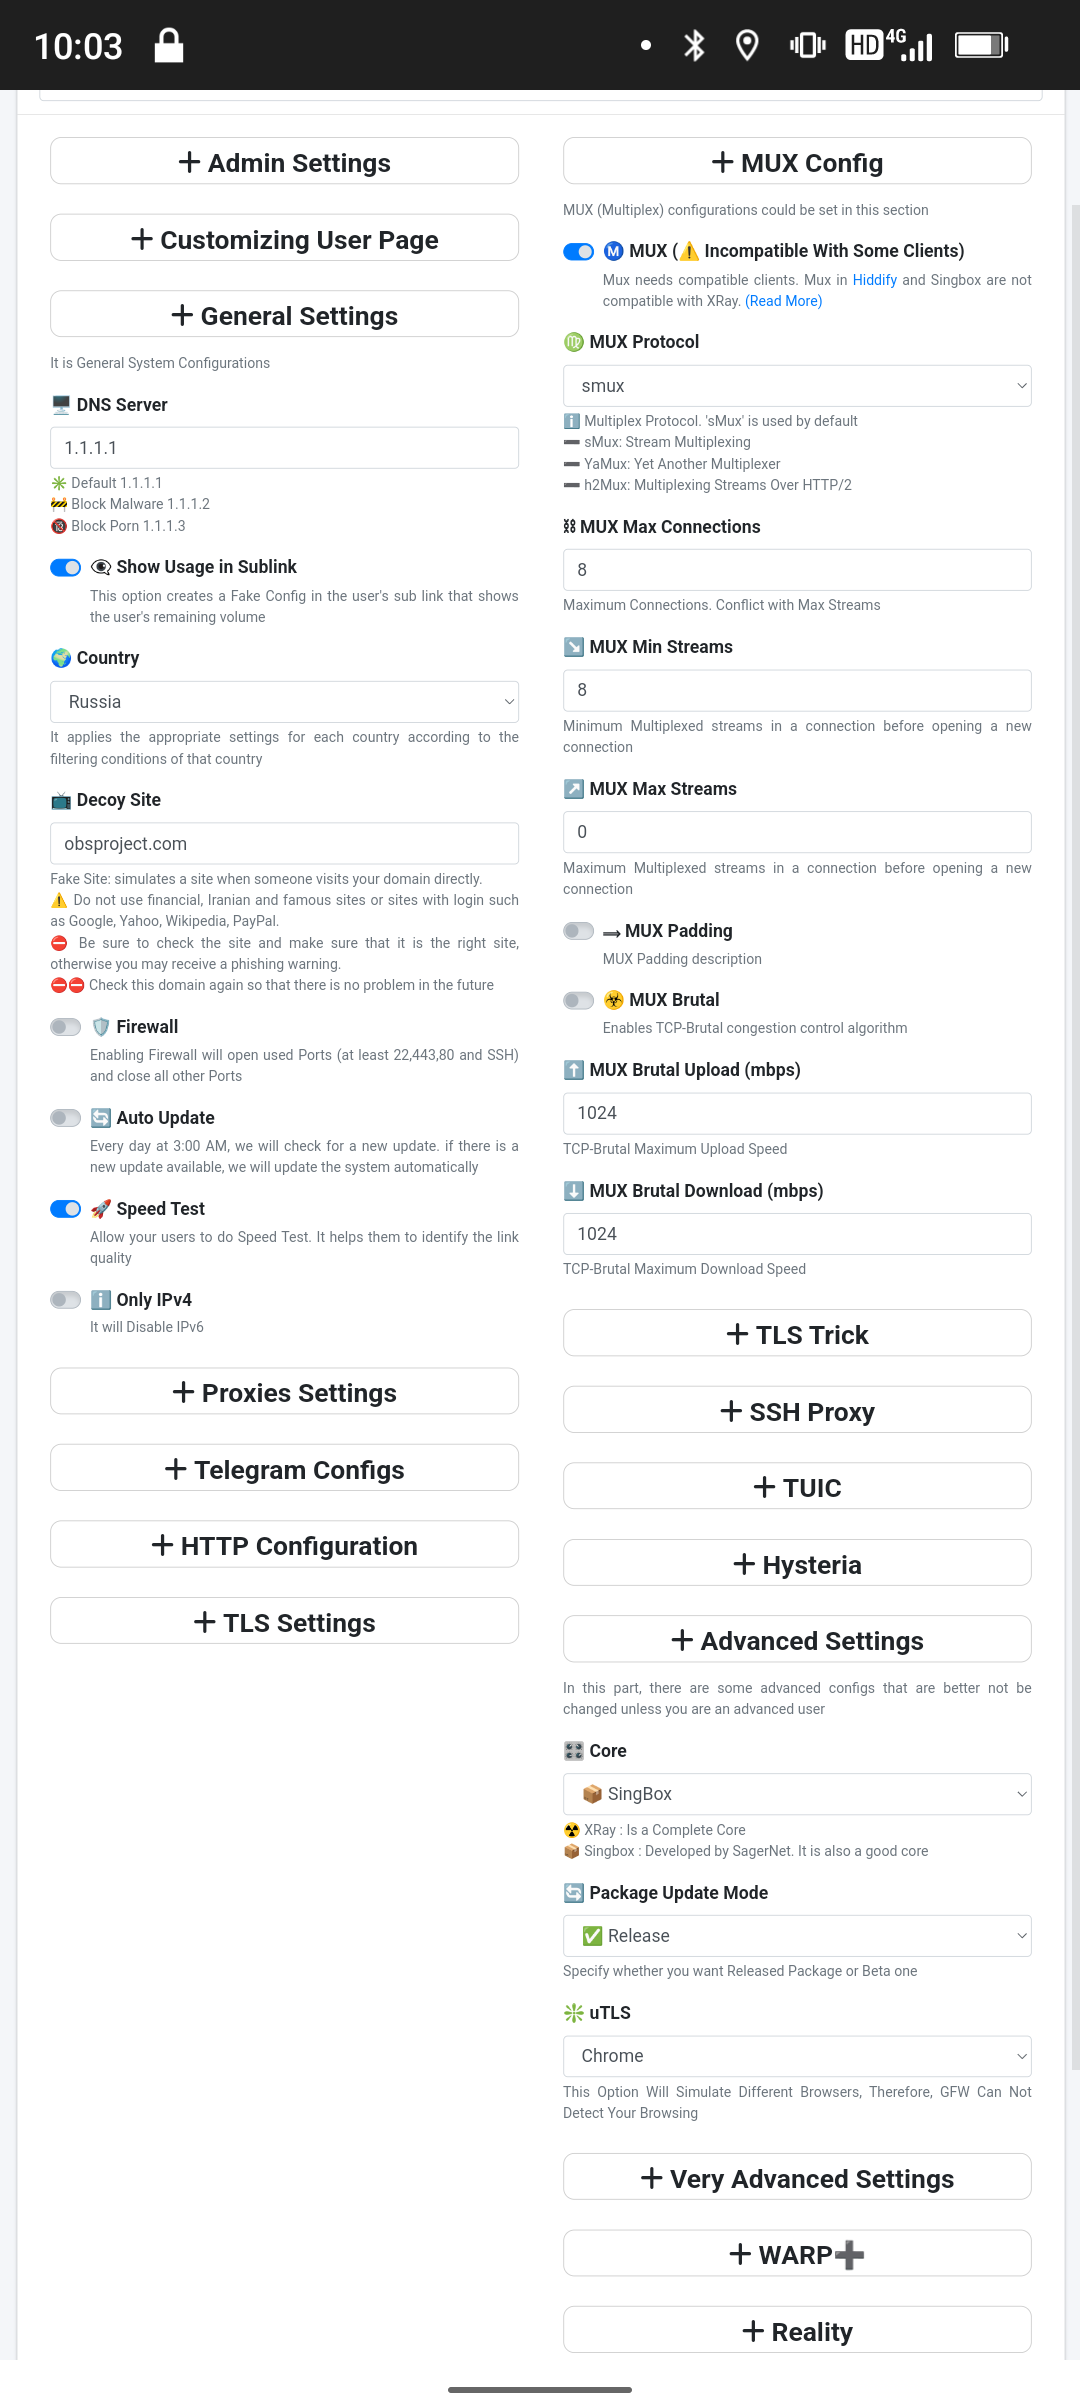 10:03
HD 4G
+ Admin Settings
+ Customizing User Page
+ General Settings
It is General System Configurations
DNS Server
1.1.1.1
Default 1.1.1.1
Block Malware 1.1.1.2
Block Porn 1.1.1.3
Show Usage in Sublink
This option creates a Fake Config in the user's sub link that shows
the user's remaining volume
Country
Russia
It applies the appropriate settings for each country according to the
filtering conditions of that country
Decoy Site
obsproject.com
Fake Site: simulates a site when someone visits your domain directly.
⚠️ Do not use financial, Iranian and famous sites or sites with login such
as Google, Yahoo, Wikipedia, PayPal.
⛔ Be sure to check the site and make sure that it is the right site,
otherwise you may receive a phishing warning.
⛔⛔ Check this domain again so that there is no problem in the future
Firewall
Enabling Firewall will open used Ports (at least 22,443,80 and SSH)
and close all other Ports
Auto Update
Every day at 3:00 AM, we will check for a new update. if there is a
new update available, we will update the system automatically
Speed Test
Allow your users to do Speed Test. It helps them to identify the link
quality
Only IPv4
It will Disable IPv6
+ Proxies Settings
+ Telegram Configs
+ HTTP Configuration
+ TLS Settings
+ MUX Config
MUX (Multiplex) configurations could be set in this section
Ⓜ️ MUX (⚠️ Incompatible With Some Clients)
Mux needs compatible clients. Mux in Hiddify and Singbox are not
compatible with XRay. (Read More)
♍ MUX Protocol
smux
ℹ️ Multiplex Protocol. 'sMux' is used by default
➖ sMux: Stream Multiplexing
➖ YaMux: Yet Another Multiplexer
➖ h2Mux: Multiplexing Streams Over HTTP/2
⛓ MUX Max Connections
8
Maximum Connections. Conflict with Max Streams
↘️ MUX Min Streams
8
Minimum Multiplexed streams in a connection before opening a new
connection
↗️ MUX Max Streams
0
Maximum Multiplexed streams in a connection before opening a new
connection
MUX Padding
MUX Padding description
☣️ MUX Brutal
Enables TCP-Brutal congestion control algorithm
⬆️ MUX Brutal Upload (mbps)
1024
TCP-Brutal Maximum Upload Speed
⬇️ MUX Brutal Download (mbps)
1024
TCP-Brutal Maximum Download Speed
+ TLS Trick
+ SSH Proxy
+ TUIC
+ Hysteria
+ Advanced Settings
In this part, there are some advanced configs that are better not be
changed unless you are an advanced user
Core
SingBox
XRay : Is a Complete Core
Singbox : Developed by SagerNet. It is also a good core
Package Update Mode
✅ Release
Specify whether you want Released Package or Beta one
uTLS
Chrome
This Option Will Simulate Different Browsers, Therefore, GFW Can Not
Detect Your Browsing
+ Very Advanced Settings
+ WARP➕
+ Reality